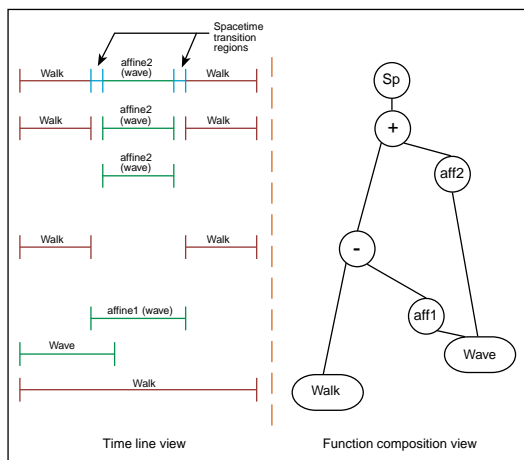 Spacetime
transition
regions
affine2
(wave)
Walk
Walk
affine2
(wave)
Walk
Walk
affine2
(wave)
Walk
Walk
affine1 (wave)
Wave
Walk
Time line view
Sp
+
aff2
-
aff1
Wave
Walk
Function composition view